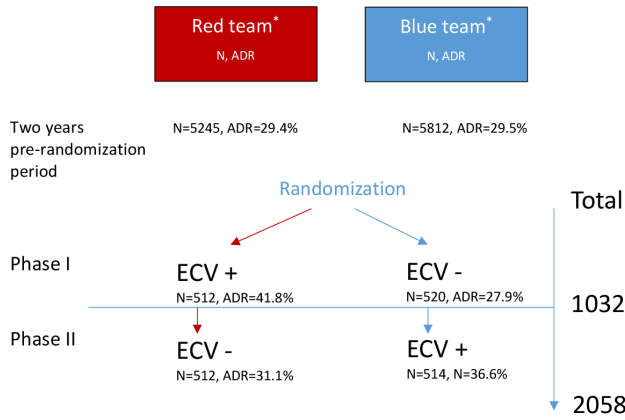 Red team* Blue team*
N, ADR N, ADR
Two years
pre-randomization
period
N=5245, ADR=29.4% N=5812, ADR=29.5%
Randomization
Total
Phase I
ECV + ECV -
N=512, ADR=41.8% N=520, ADR=27.9%
1032
Phase II
ECV - ECV +
N=512, ADR=31.1% N=514, N=36.6%
2058